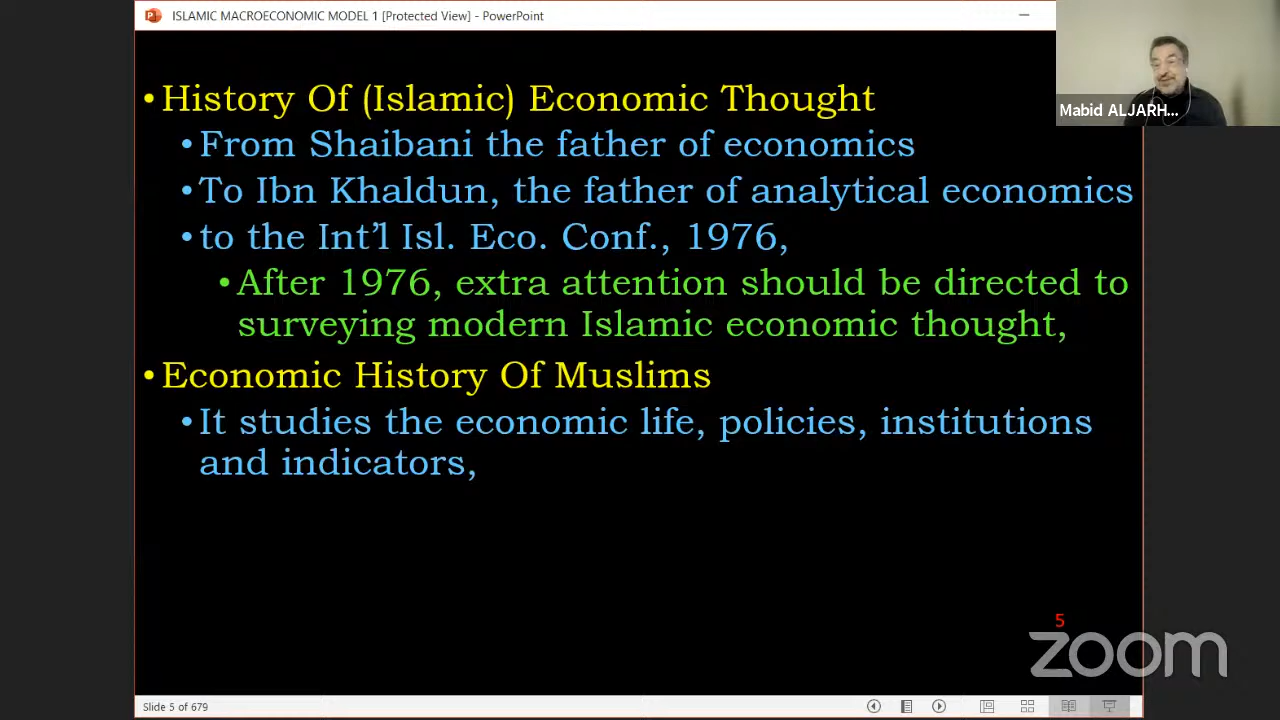 ISLAMIC MACROECONOMIC MODEL 1 [Protected View] - PowerPoint
Mabid ALJARH...
• History Of (Islamic) Economic Thought
• From Shaibani the father of economics
• To Ibn Khaldun, the father of analytical economics
• to the Int'l Isl. Eco. Conf., 1976,
• After 1976, extra attention should be directed to
surveying modern Islamic economic thought,
• Economic History Of Muslims
• It studies the economic life, policies, institutions
and indicators,
5
zoom
Slide 5 of 679